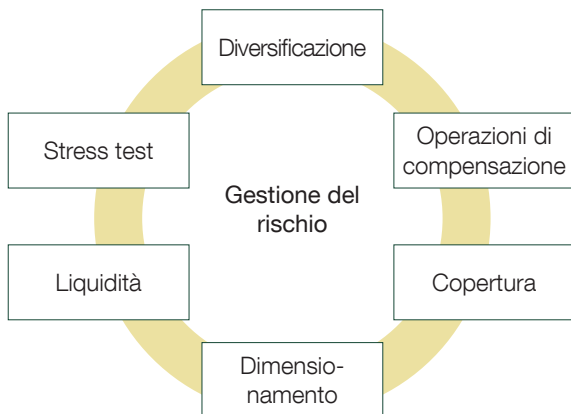 Diversificazione
Stress test
Operazioni di
compensazione
Gestione del
rischio
Liquidità
Copertura
Dimensio-
namento